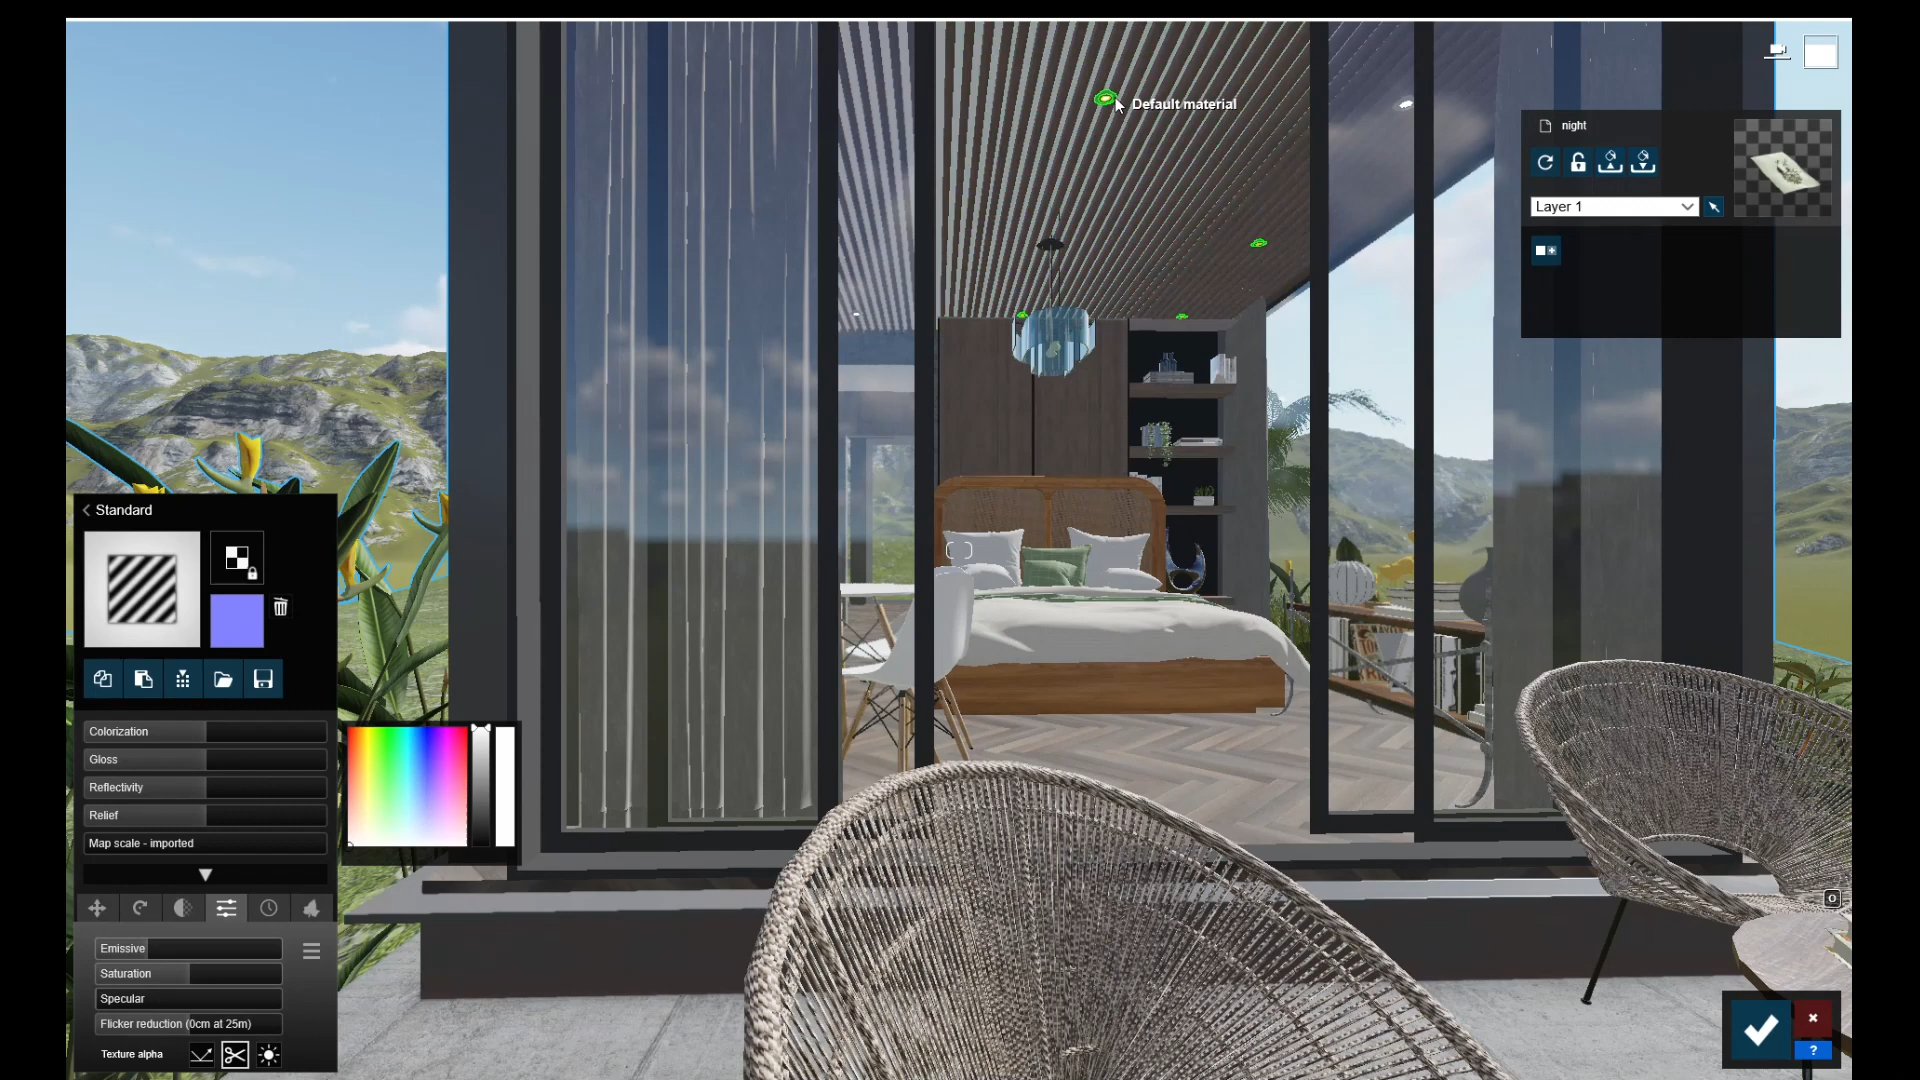 Default material
night
Layer 1
Standard
Colorization
Gloss
Reflectivity
Relief
Map scale - imported
Emissive
Saturation
Specular
Flicker reduction (0cm at 25m)
Texture alpha
O
?